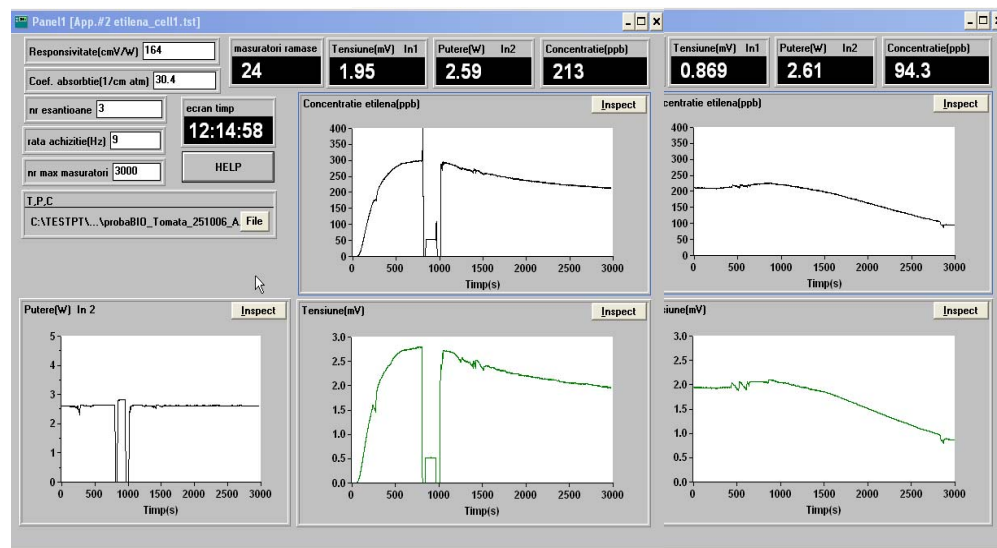 Panel1 [App.#2 etilena_cell1.tst]
Responsivitate(cmV/W) 164
Coef. absorbtie(1/cm atm) 30.4
nr esantioane 3
rata achizitie(Hz) 9
nr max masuratori 3000
masuratori ramase
24
Tensiune(mV) In1
1.95
Putere(W) In2
2.59
Concentratie(ppb)
213
ecran timp
12:14:58
HELP
T,P,C
C:\TESTPT\...\probaBIO_Tomata_251006_A File
Concentratie etilena(ppb) Inspect
400
350
300
250
200
150
100
50
0
0 500 1000 1500 2000 2500 3000
Timp(s)
Putere(W) In 2 Inspect
5
4
3
2
1
0
0 500 1000 1500 2000 2500 3000
Timp(s)
Tensiune(mV) Inspect
3.0
2.5
2.0
1.5
1.0
0.5
0.0
0 500 1000 1500 2000 2500 3000
Timp(s)
Tensiune(mV) In1
0.869
Putere(W) In2
2.61
Concentratie(ppb)
94.3
centratie etilena(ppb) Inspect
400
350
300
250
200
150
100
50
0
0 500 1000 1500 2000 2500 3000
Timp(s)
siune(mV) Inspect
3.0
2.5
2.0
1.5
1.0
0.5
0.0
0 500 1000 1500 2000 2500 3000
Timp(s)